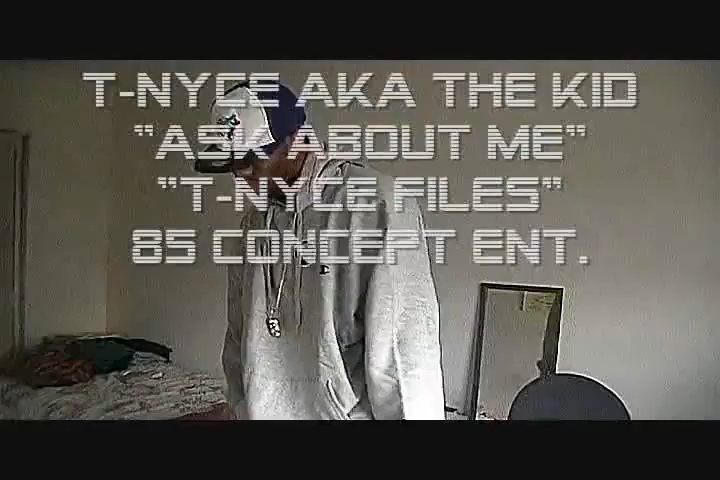 T-NYCE AKA THE KID
"ASK ABOUT ME"
"T-NYCE FILES"
85 CONCEPT ENT.